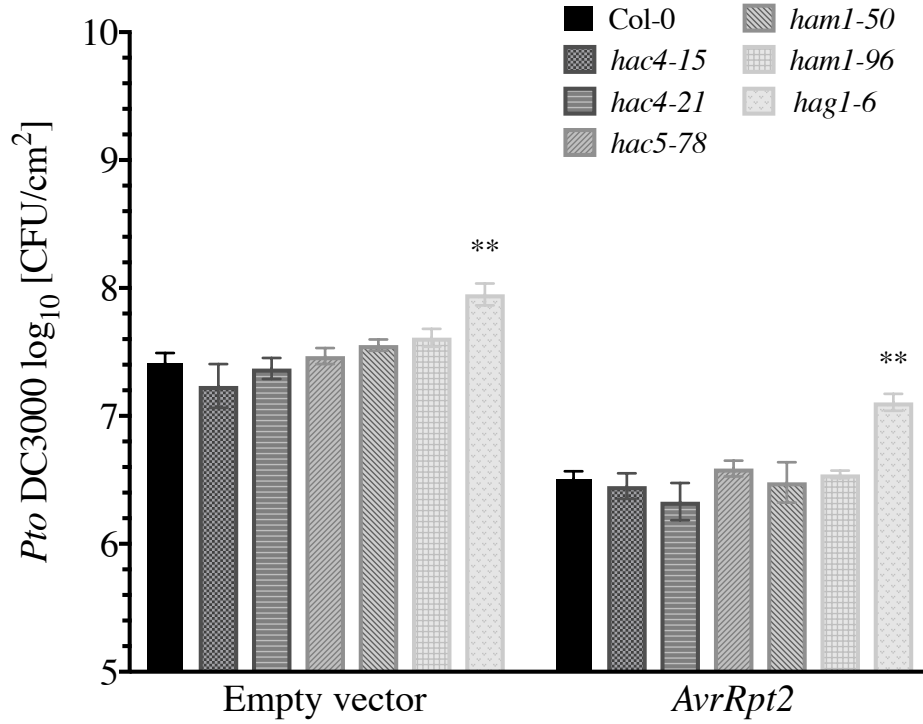 Col-0
hac4-15
hac4-21
hac5-78
ham1-50
ham1-96
hag1-6
Pto DC3000 log10 [CFU/cm2]
10
9
8
7
6
5
**
**
Empty vector
AvrRpt2